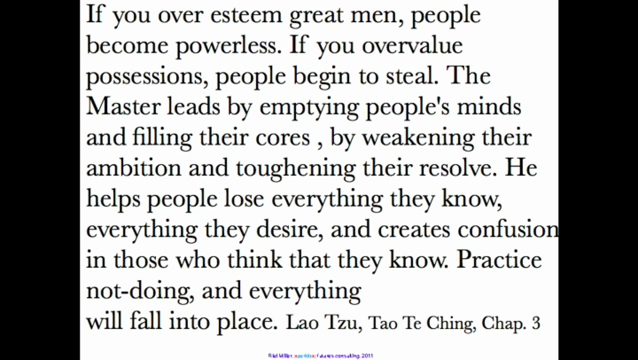 If you over esteem great men, people
become powerless. If you overvalue
possessions, people begin to steal. The
Master leads by emptying people's minds
and filling their cores , by weakening their
ambition and toughening their resolve. He
helps people lose everything they know,
everything they desire, and creates confusion
in those who think that they know. Practice
not-doing, and everything
will fall into place. Lao Tzu, Tao Te Ching, Chap. 3
consulting 2011